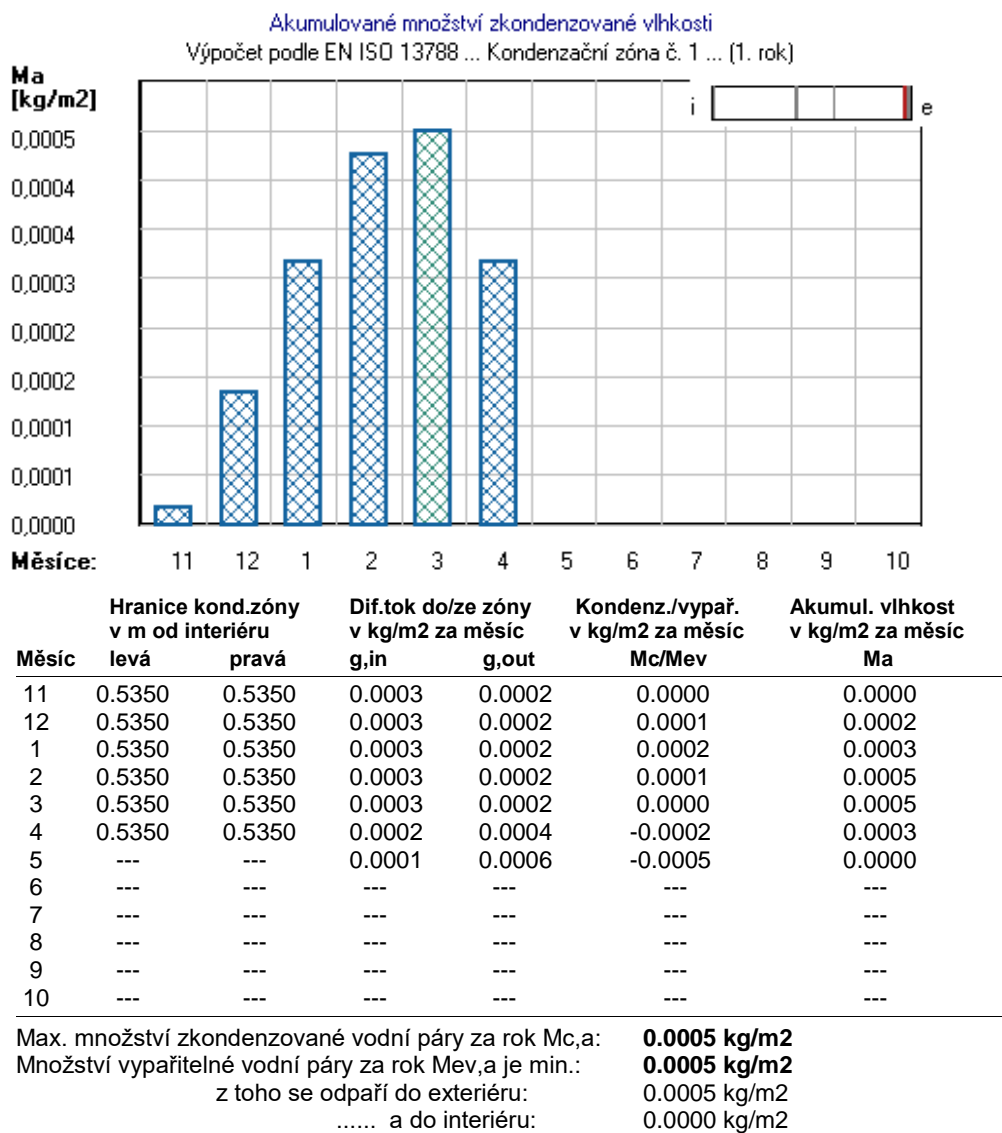 Akumulované množství zkondenzované vlhkosti
Výpočet podle EN ISO 13788 ... Kondenzační zóna č. 1 ... (1. rok)
Ma
[kg/m2]
i e
0,0005
0,0004
0,0004
0,0003
0,0002
0,0002
0,0001
0,0001
0,0000
Měsíce: 11 12 1 2 3 4 5 6 7 8 9 10
Hranice kond.zóny Dif.tok do/ze zóny Kondenz./vypař. Akumul. vlhkost
v m od interiéru v kg/m2 za měsíc v kg/m2 za měsíc v kg/m2 za měsíc
Měsíc levá pravá g,in g,out Mc/Mev Ma
11 0.5350 0.5350 0.0003 0.0002 0.0000 0.0000
12 0.5350 0.5350 0.0003 0.0002 0.0001 0.0002
1 0.5350 0.5350 0.0003 0.0002 0.0002 0.0003
2 0.5350 0.5350 0.0003 0.0002 0.0001 0.0005
3 0.5350 0.5350 0.0003 0.0002 0.0000 0.0005
4 0.5350 0.5350 0.0002 0.0004 -0.0002 0.0003
5 --- --- 0.0001 0.0006 -0.0005 0.0000
6 --- --- --- --- --- ---
7 --- --- --- --- --- ---
8 --- --- --- --- --- ---
9 --- --- --- --- --- ---
10 --- --- --- --- --- ---
Max. množství zkondenzované vodní páry za rok Mc,a: 0.0005 kg/m2
Množství vypařitelné vodní páry za rok Mev,a je min.: 0.0005 kg/m2
z toho se odpaří do exteriéru: 0.0005 kg/m2
...... a do interiéru: 0.0000 kg/m2